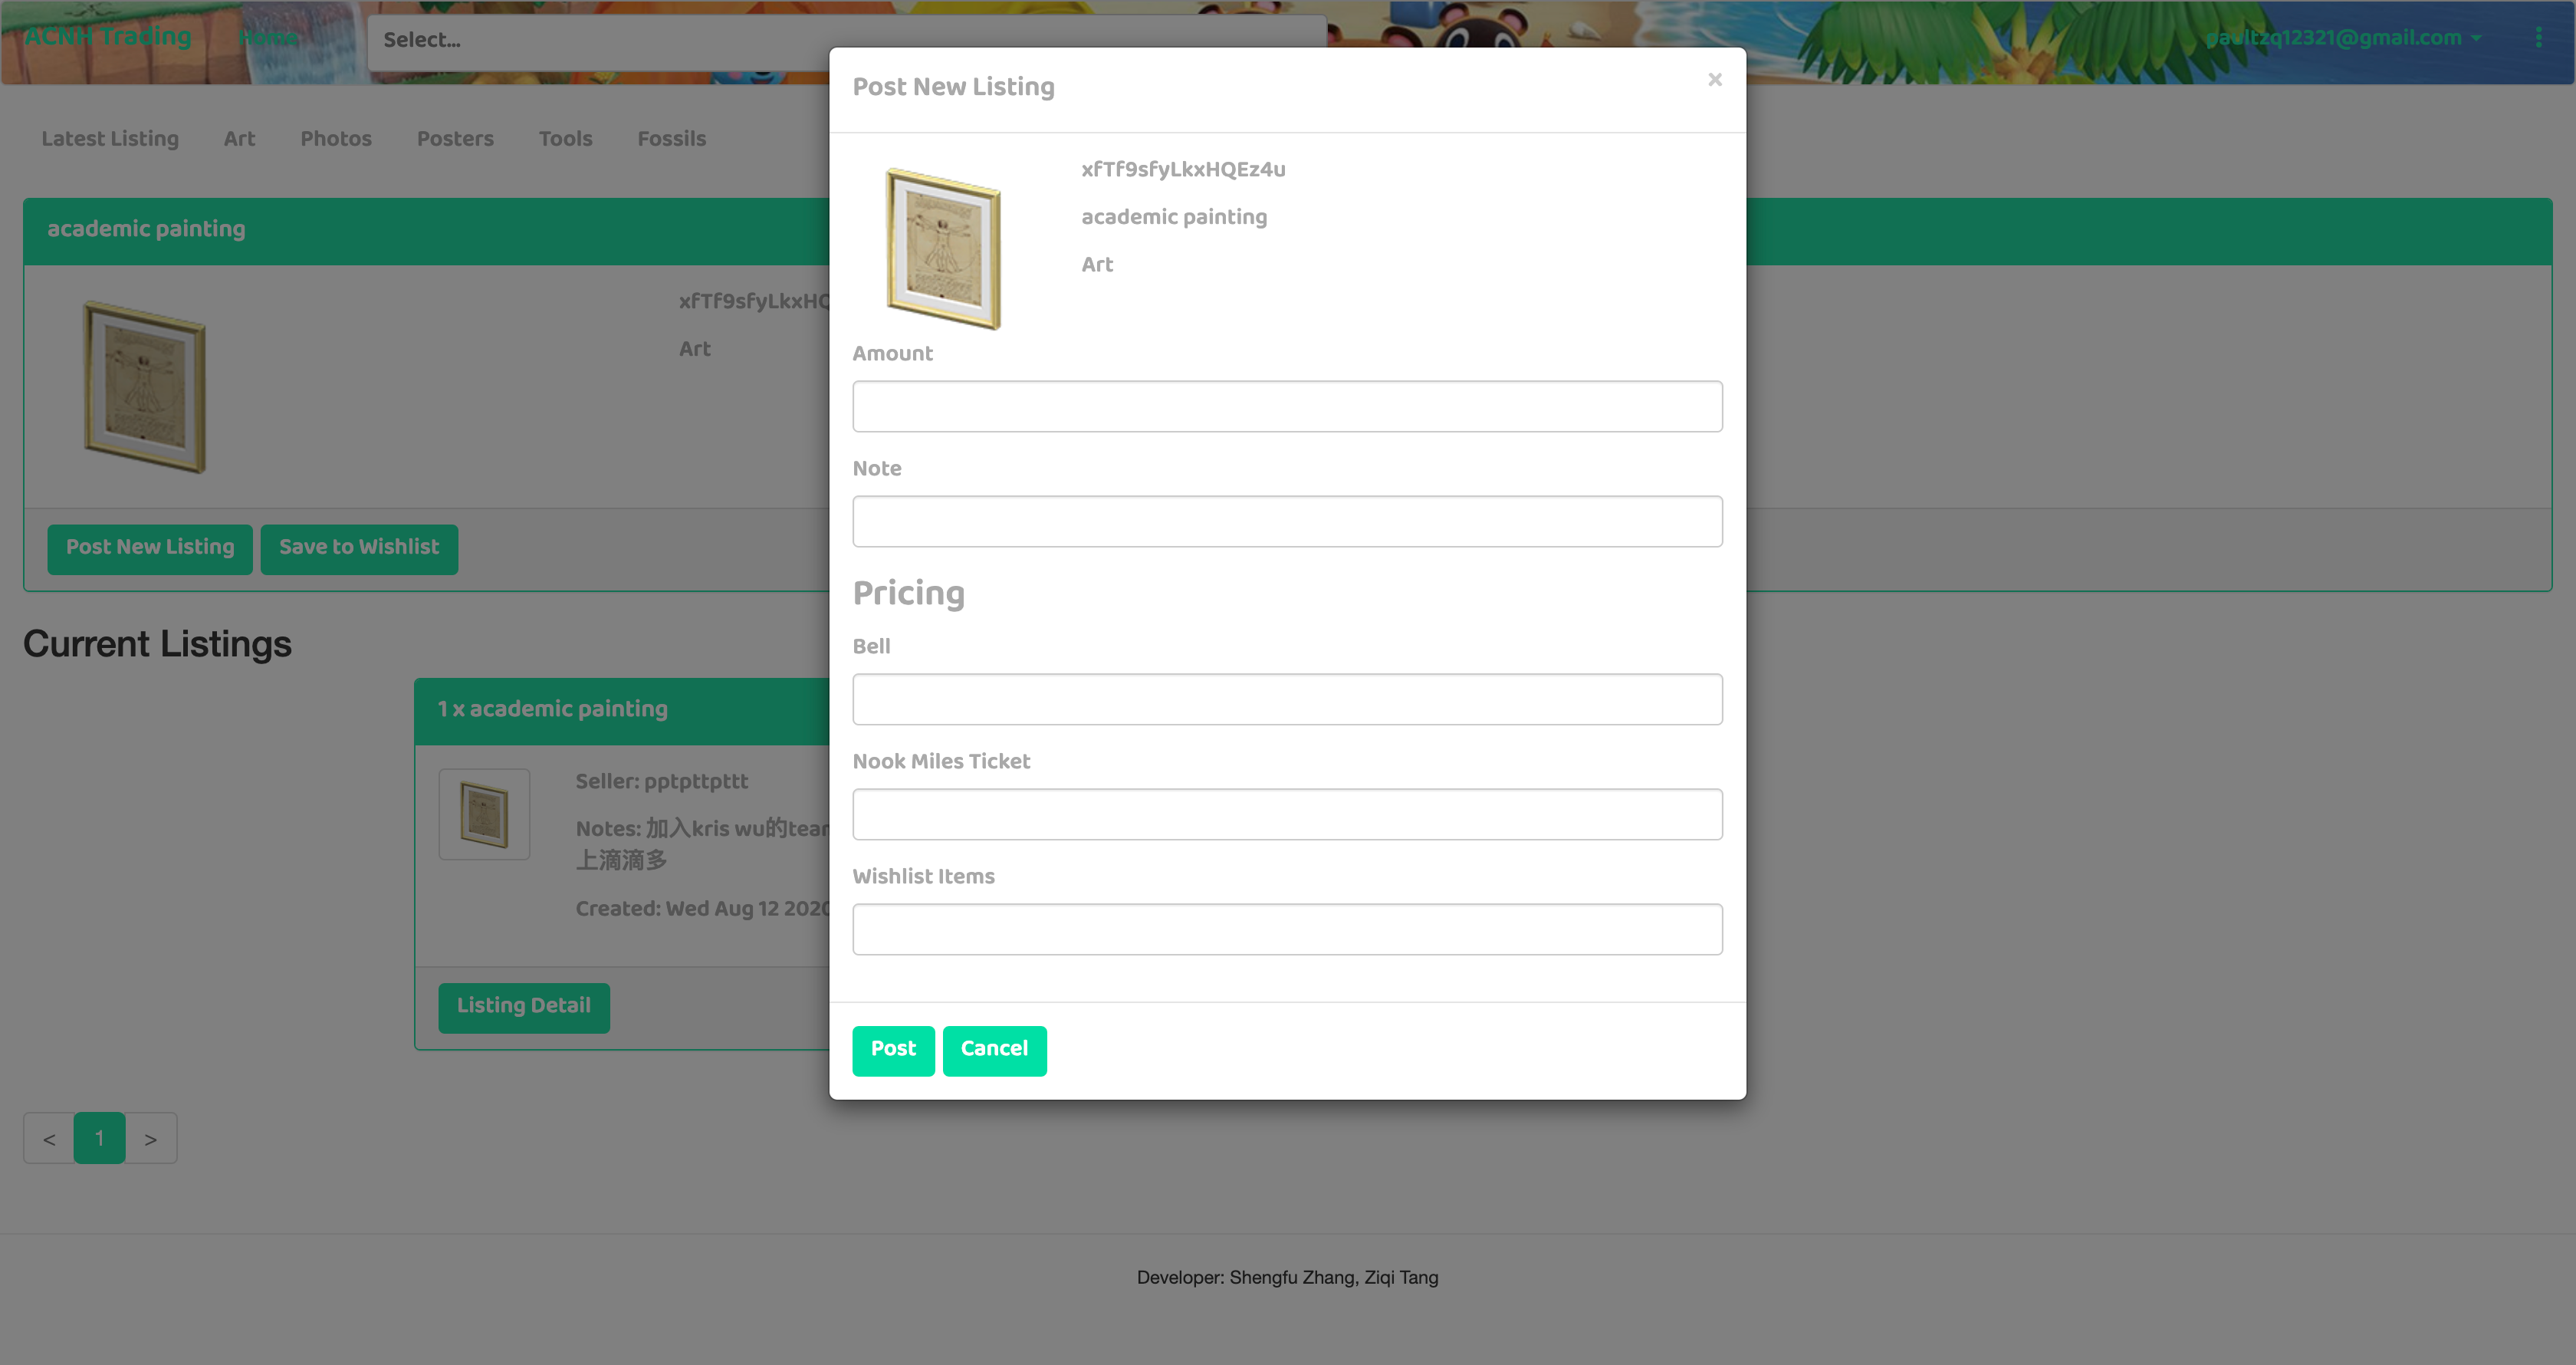 ACNH Trading
Home
Select...
paultzq12321@gmail.com
Latest Listing
Art
Photos
Posters
Tools
Fossils
academic painting
xfTf9sfyLkxHQ
Art
Post New Listing
Save to Wishlist
Current Listings
1 x academic painting
Seller: pptpttpttt
Notes: 加入kris wu的tear
上滴滴多
Created: Wed Aug 12 2020
Listing Detail
< 1 >
Post New Listing
×
xfTf9sfyLkxHQEz4u
academic painting
Art
Amount
Note
Pricing
Bell
Nook Miles Ticket
Wishlist Items
Post
Cancel
Developer: Shengfu Zhang, Ziqi Tang